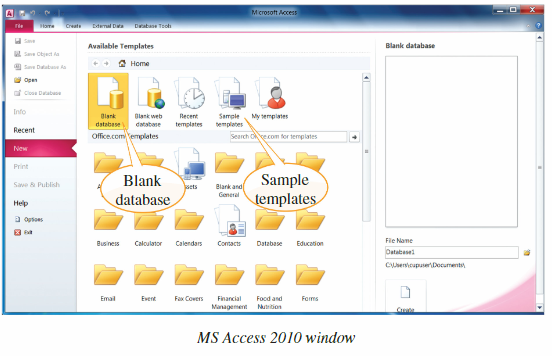 Microsoft Access
File Home Create External Data Database Tools
Save
Save Object As
Save Database As
Open
Close Database
Info
Recent
New
Print
Save & Publish
Help
Options
Exit
Available Templates
Home
Blank database
Blank web database
Recent templates
Sample templates
My templates
Office.com Templates
Search Office.com for templates
Blank database
Sample templates
Blank and General
Business
Calculator
Calendars
Contacts
Database
Education
Email
Event
Fax Covers
Financial Management
Food and Nutrition
Forms
Blank database
File Name
Database1
C:\Users\cupuser\Documents\
Create
MS Access 2010 window